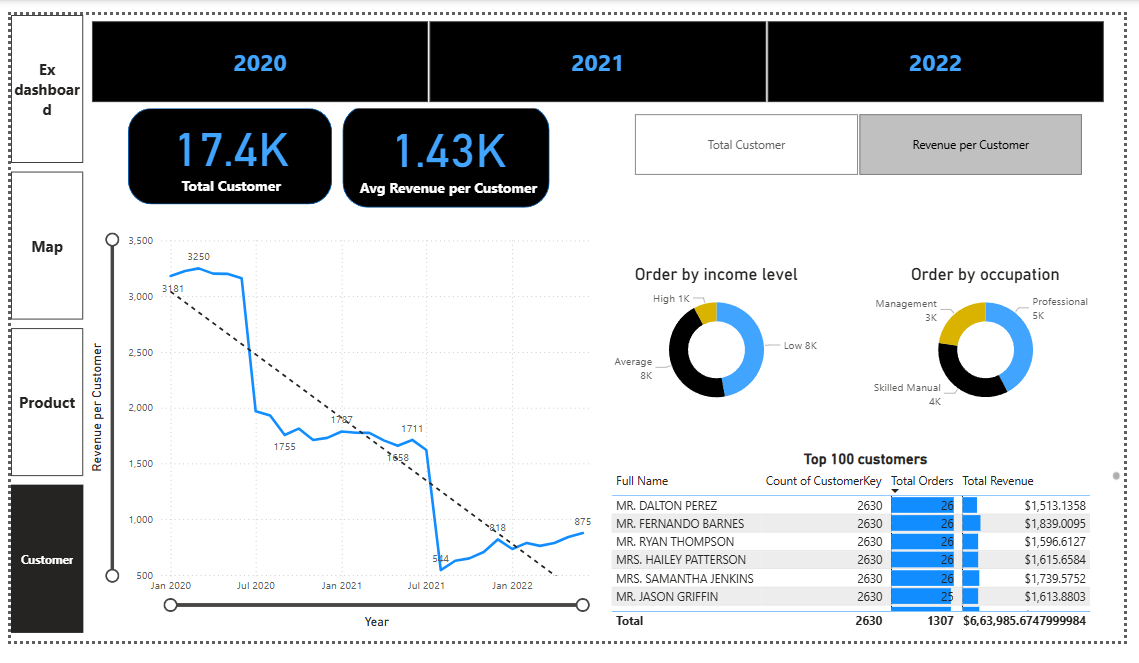 Ex
dashboar
d
Map
Product
Customer
2020
2021
2022
17.4K
Total Customer
1.43K
Avg Revenue per Customer
Total Customer
Revenue per Customer
Revenue per Customer
3,500
3,000
2,500
2,000
1,500
1,000
500
3181
3250
1755
1787
1658
1711
544
818
875
Jan 2020
Jul 2020
Jan 2021
Jul 2021
Jan 2022
Year
Order by income level
High 1K
Low 8K
Average
8K
Order by occupation
Management
3K
Professional
5K
Skilled Manual
4K
Top 100 customers
Full Name Count of CustomerKey Total Orders Total Revenue
MR. DALTON PEREZ 2630 26 $1,513.1358
MR. FERNANDO BARNES 2630 26 $1,839.0095
MR. RYAN THOMPSON 2630 26 $1,596.6127
MRS. HAILEY PATTERSON 2630 26 $1,615.6584
MRS. SAMANTHA JENKINS 2630 26 $1,739.5752
MR. JASON GRIFFIN 2630 25 $1,613.8803
Total 2630 1307 $6,63,985.6747999984